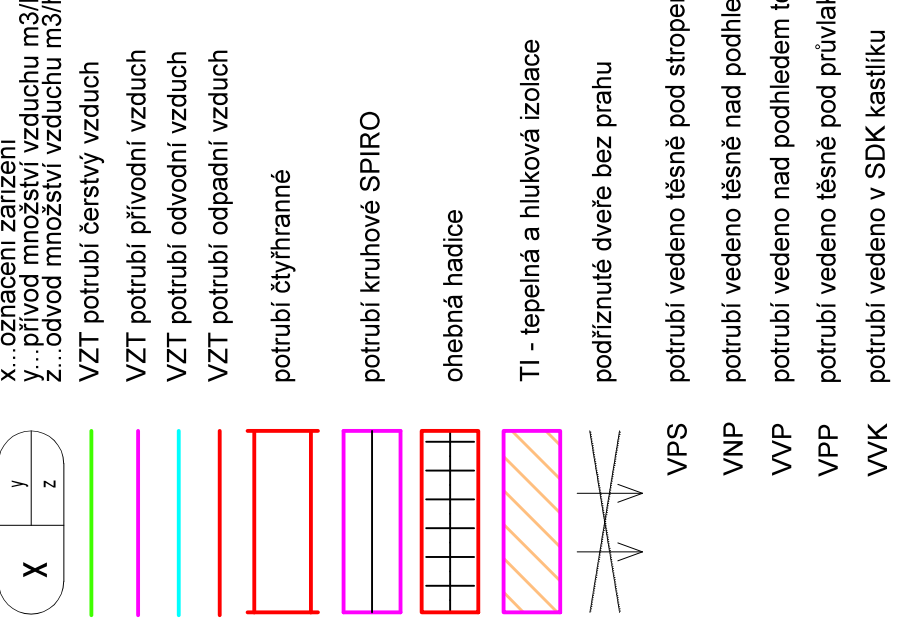 X y z
x...označení zařízení
y...přívod množství vzduchu m3/
z...odvod množství vzduchu m3/
VZT potrubí čerstvý vzduch
VZT potrubí přívodní vzduch
VZT potrubí odvodní vzduch
VZT potrubí odpadní vzduch
potrubí čtyřhranné
potrubí kruhové SPIRO
ohebná hadice
TI - tepelná a hluková izolace
podříznuté dveře bez prahu
VPS potrubí vedeno těsně pod
VNP potrubí vedeno těsně nad
VVP potrubí vedeno nad podhledem
VPP potrubí vedeno těsně pod
VVK potrubí vedeno v SDK kastlíku